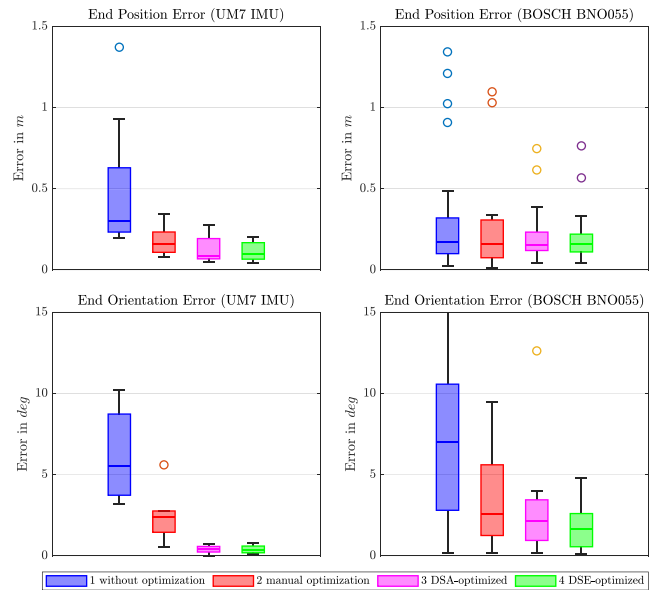 End Position Error (UM7 IMU)
End Position Error (BOSCH BNO055)
Error in m
1.5
1
0.5
0
Error in m
1.5
1
0.5
0
End Orientation Error (UM7 IMU)
End Orientation Error (BOSCH BNO055)
Error in deg
15
10
5
0
Error in deg
15
10
5
0
1 without optimization 2 manual optimization 3 DSA-optimized 4 DSE-optimized